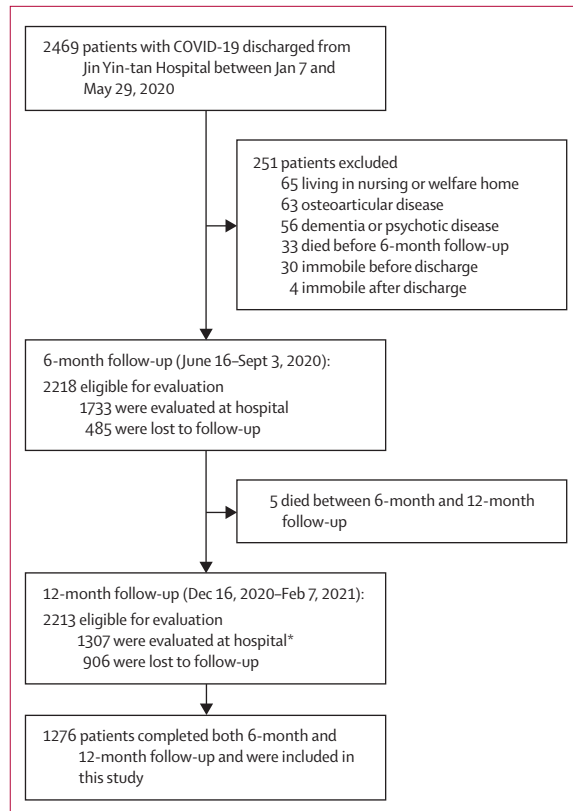 2469 patients with COVID-19 discharged from
Jin Yin-tan Hospital between Jan 7 and
May 29, 2020
251 patients excluded
65 living in nursing or welfare home
63 osteoarticular disease
56 dementia or psychotic disease
33 died before 6-month follow-up
30 immobile before discharge
4 immobile after discharge
6-month follow-up (June 16–Sept 3, 2020):
2218 eligible for evaluation
1733 were evaluated at hospital
485 were lost to follow-up
5 died between 6-month and 12-month
follow-up
12-month follow-up (Dec 16, 2020–Feb 7, 2021):
2213 eligible for evaluation
1307 were evaluated at hospital*
906 were lost to follow-up
1276 patients completed both 6-month and
12-month follow-up and were included in
this study